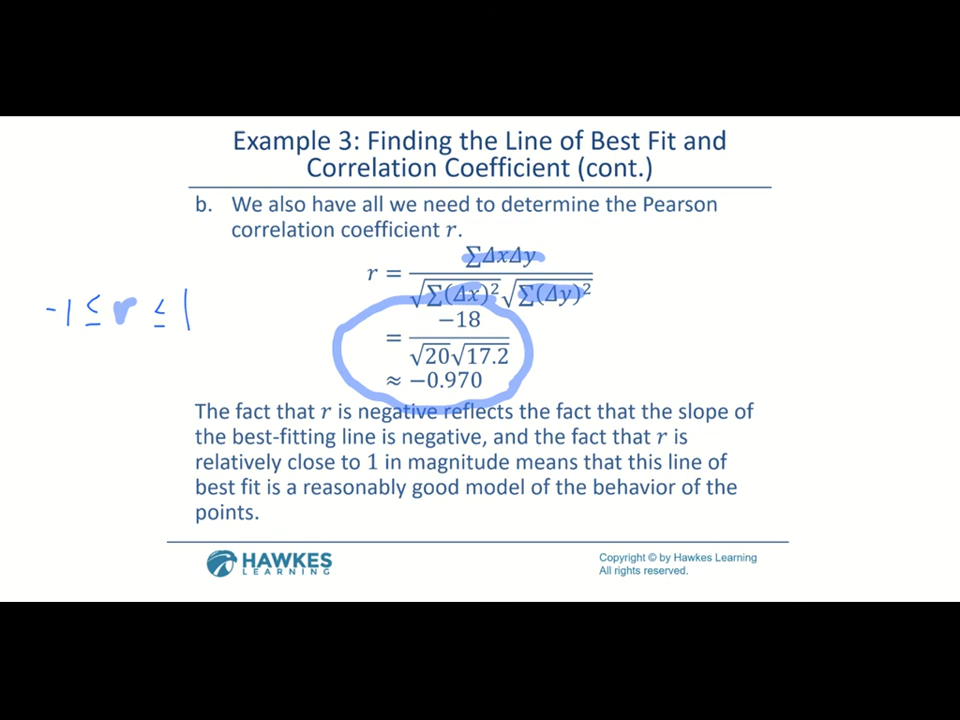 Example 3: Finding the Line of Best Fit and
Correlation Coefficient (cont.)
b. We also have all we need to determine the Pearson
correlation coefficient r.
r = ∑ΔxΔy / √∑(Δx)² √∑(Δy)²
= −18 / √20√17.2
≈ −0.970
-1 ≤ r ≤ 1
The fact that r is negative reflects the fact that the slope of
the best-fitting line is negative, and the fact that r is
relatively close to 1 in magnitude means that this line of
best fit is a reasonably good model of the behavior of the
points.
HAWKES
LEARNING
Copyright © by Hawkes Learning
All rights reserved.